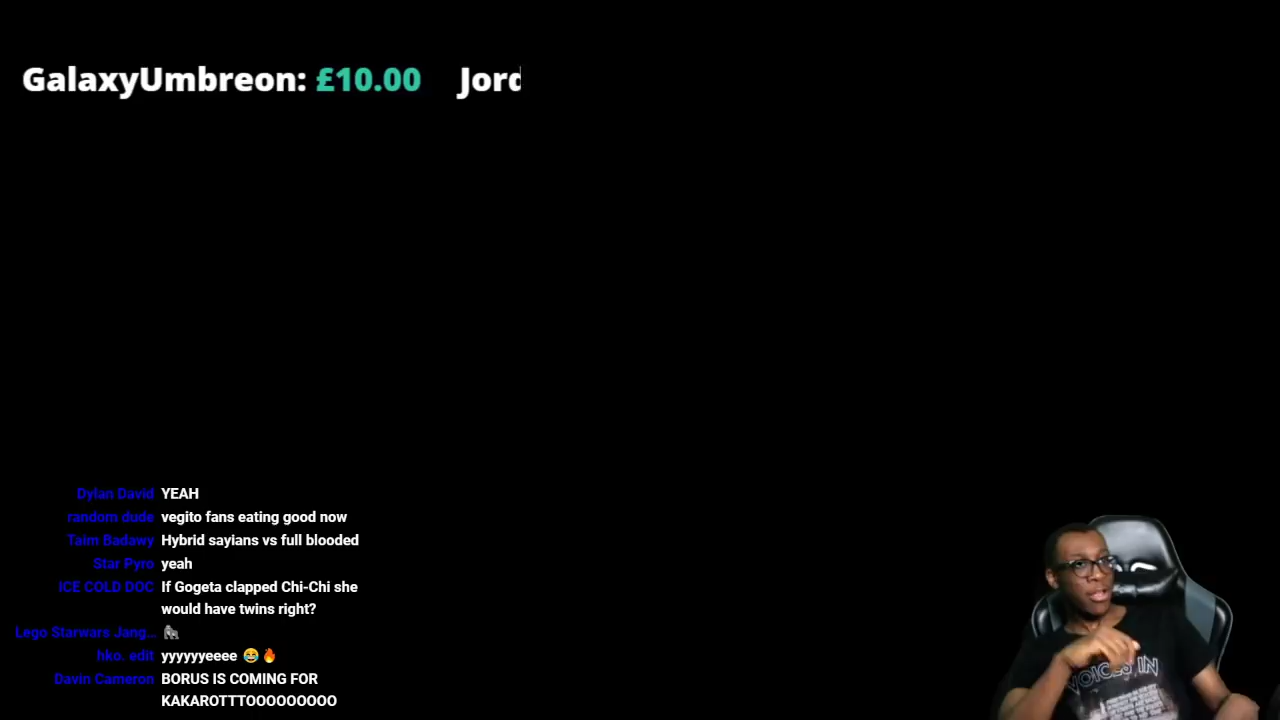 GalaxyUmbreon: £10.00 Jord
Dylan David YEAH
random dude vegito fans eating good now
Taim Badawy Hybrid sayians vs full blooded
Star Pyro yeah
ICE COLD DOC If Gogeta clapped Chi-Chi she
would have twins right?
Lego Starwars Jang... 🦍
hko. edit yyyyyyeeee 😂🔥
Davin Cameron BORUS IS COMING FOR
KAKAROTTTOOOOOOOOO
VOICES IN